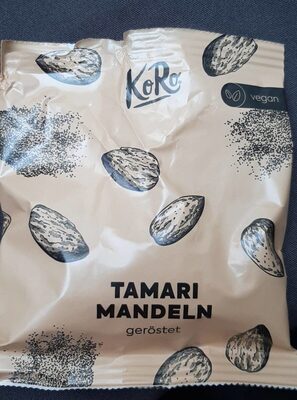 KoRo
vegan
TAMARI
MANDELN
geröstet